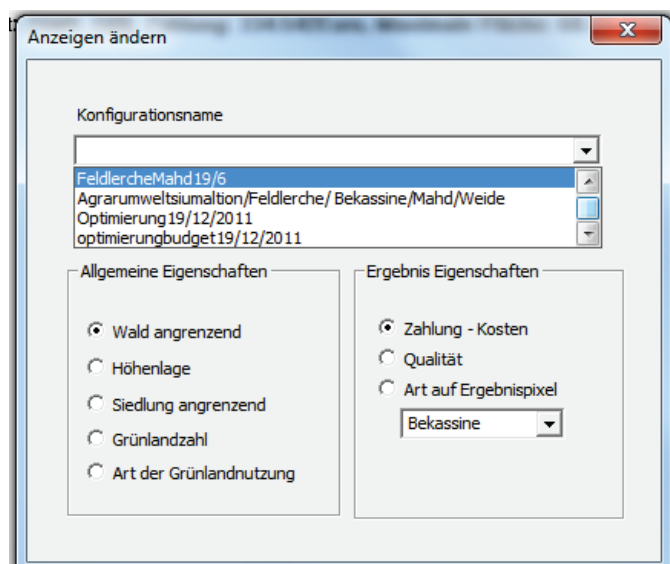 Anzeigen ändern
Konfigurationsname
FeldlercheMahd19/6
Agrarumweltsiumaltion/Feldlerche/ Bekassine/Mahd/Weide
Optimierung19/12/2011
optimierungbudget19/12/2011
Allgemeine Eigenschaften
Wald angrenzend
Höhenlage
Siedlung angrenzend
Grünlandzahl
Art der Grünlandnutzung
Ergebnis Eigenschaften
Zahlung - Kosten
Qualität
Art auf Ergebnispixel
Bekassine